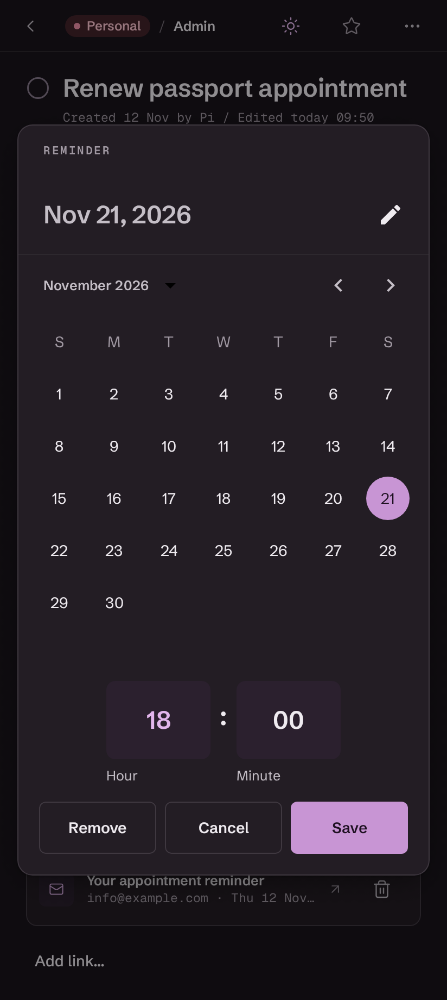 Personal / Admin
Renew passport appointment
Created 12 Nov by Pi / Edited today 09:50
REMINDER
Nov 21, 2026
November 2026
S M T W T F S
1 2 3 4 5 6 7
8 9 10 11 12 13 14
15 16 17 18 19 20 21
22 23 24 25 26 27 28
29 30
18 : 00
Hour Minute
Remove Cancel Save
Your appointment reminder
info@example.com · Thu 12 Nov…
Add link…